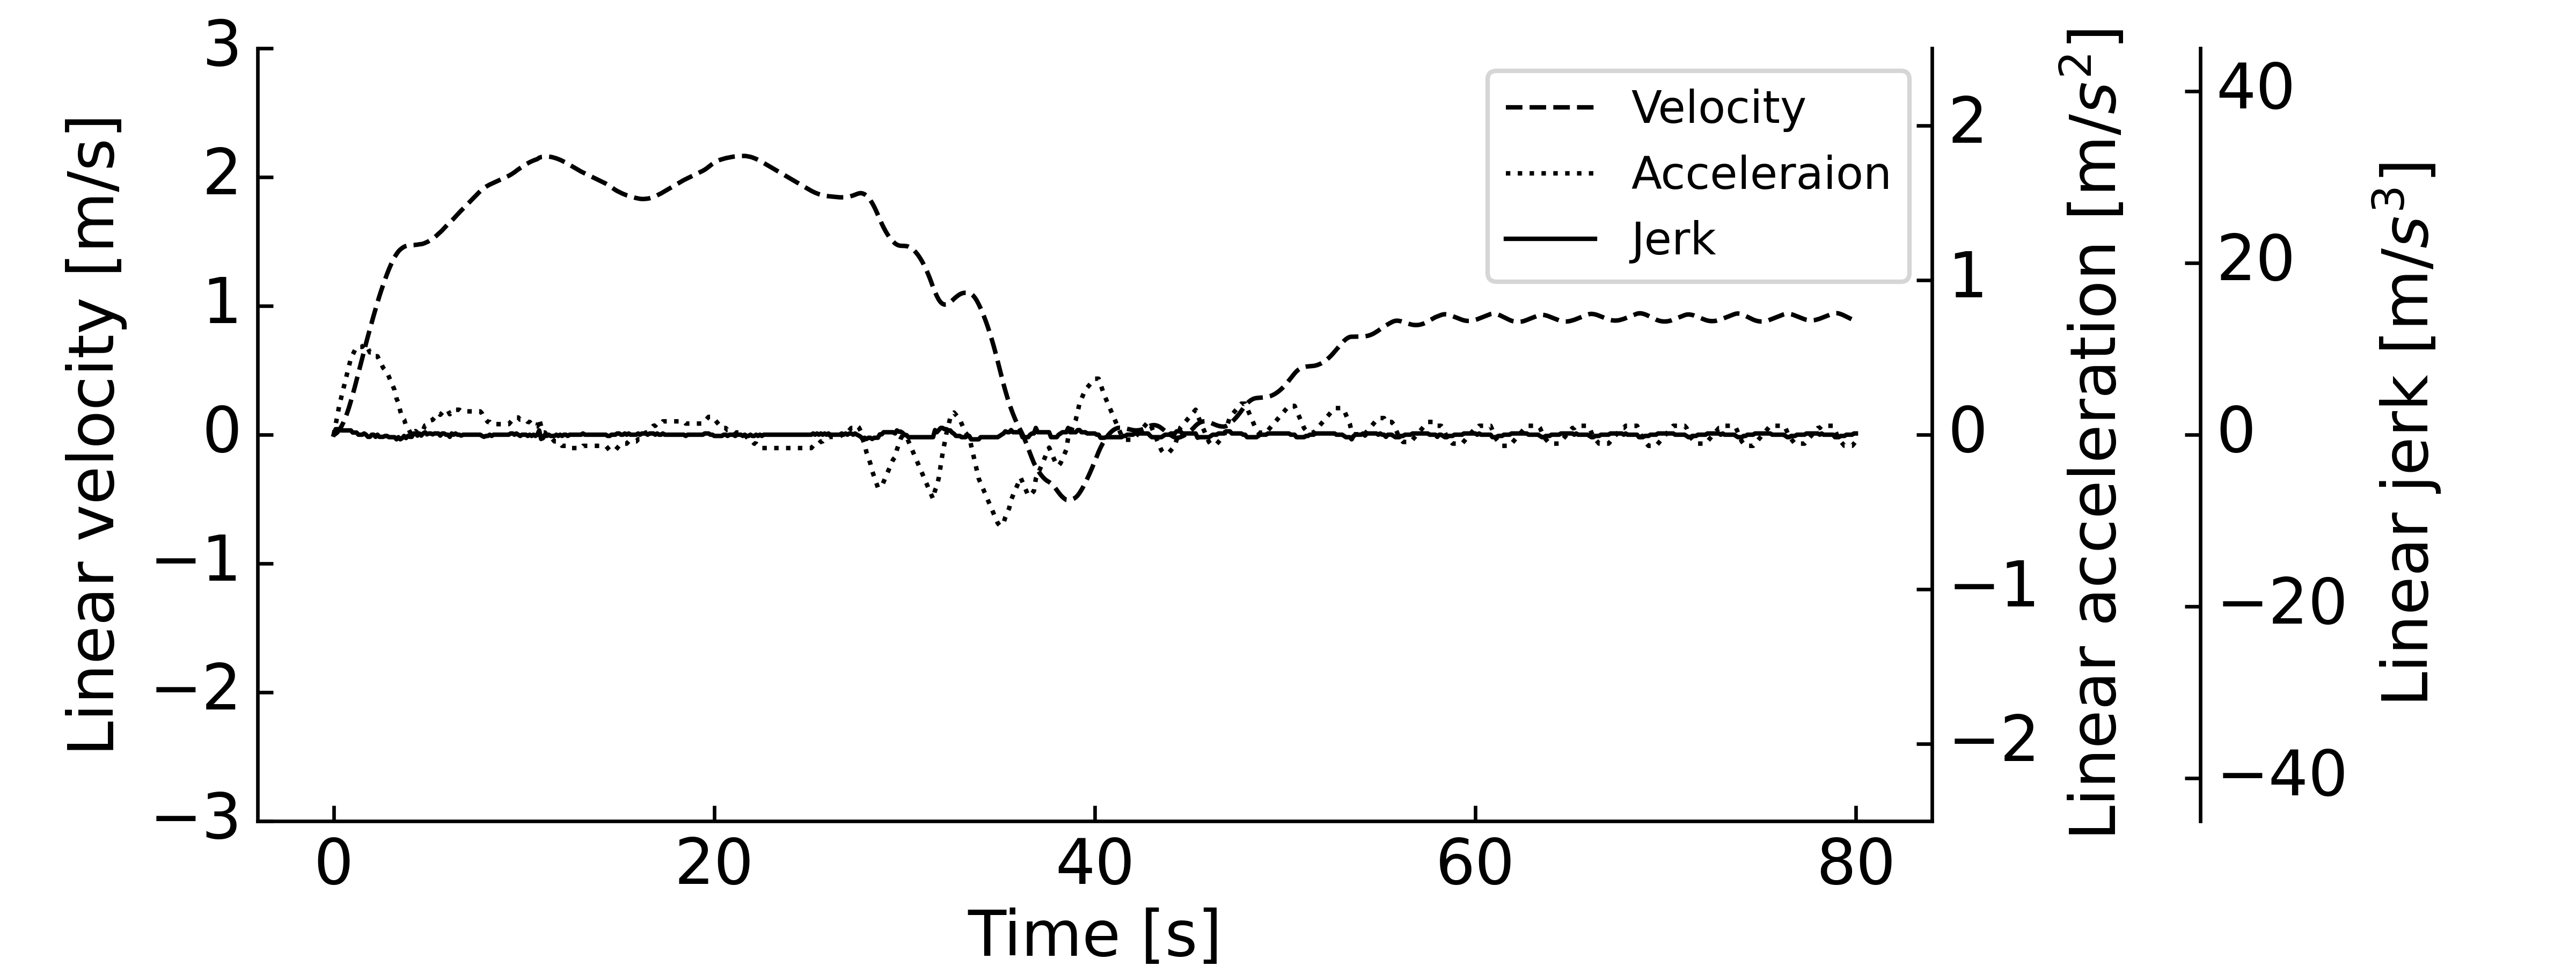 Linear velocity [m/s]
3
2
1
0
−1
−2
−3
0 20 40 60 80
Time [s]
Velocity
Acceleraion
Jerk
2
1
0
−1
−2
Linear acceleration [m/s²]
40
20
0
−20
−40
Linear jerk [m/s³]